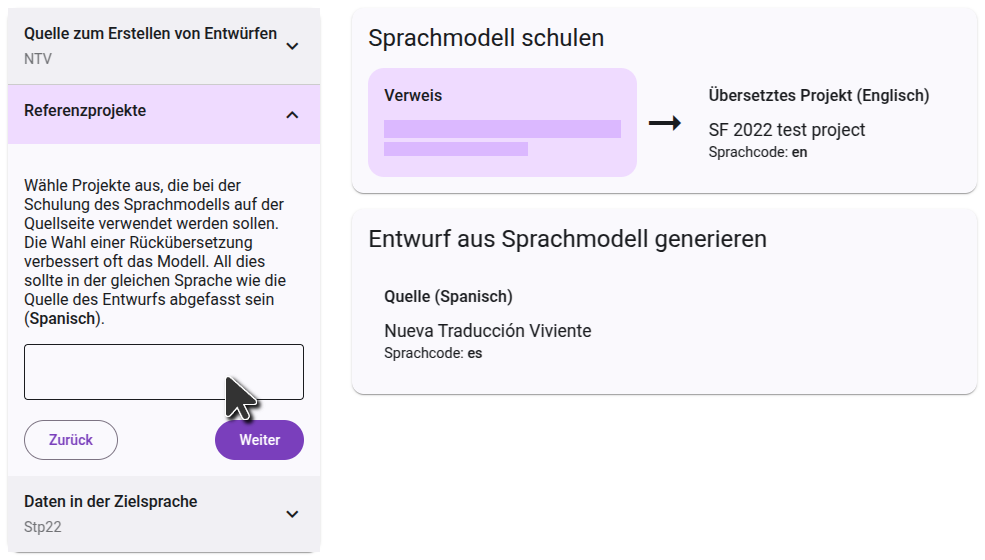 Quelle zum Erstellen von Entwürfen
NTV
Referenzprojekte
Wähle Projekte aus, die bei der
Schulung des Sprachmodells auf der
Quellseite verwendet werden sollen.
Die Wahl einer Rückübersetzung
verbessert oft das Modell. All dies
sollte in der gleichen Sprache wie die
Quelle des Entwurfs abgefasst sein
(Spanisch).
Zurück
Weiter
Daten in der Zielsprache
Stp22
Sprachmodell schulen
Verweis
Übersetztes Projekt (Englisch)
SF 2022 test project
Sprachcode: en
Entwurf aus Sprachmodell generieren
Quelle (Spanisch)
Nueva Traducción Viviente
Sprachcode: es